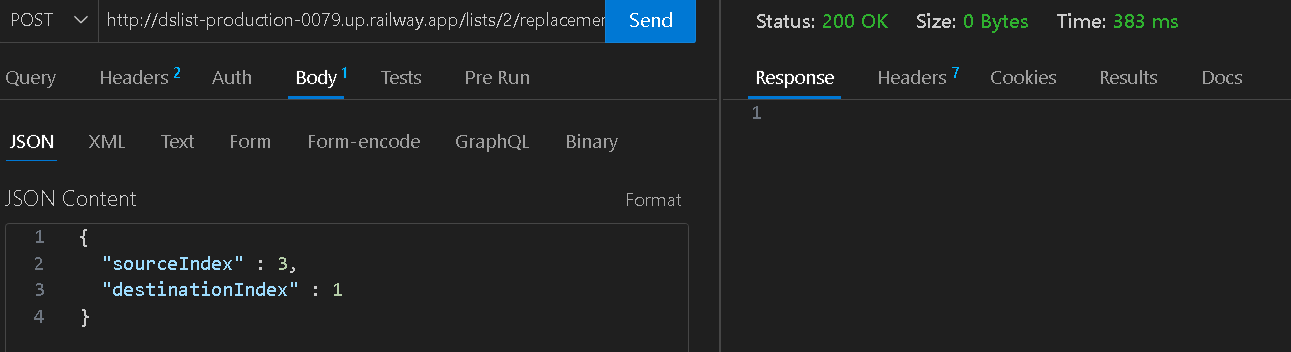 POST http://dslist-production-0079.up.railway.app/lists/2/replacemen Send
Status: 200 OK Size: 0 Bytes Time: 383 ms
Query Headers 2 Auth Body 1 Tests Pre Run
Response Headers 7 Cookies Results Docs
JSON XML Text Form Form-encode GraphQL Binary
JSON Content Format
1 {
2 "sourceIndex" : 3,
3 "destinationIndex" : 1
4 }
1